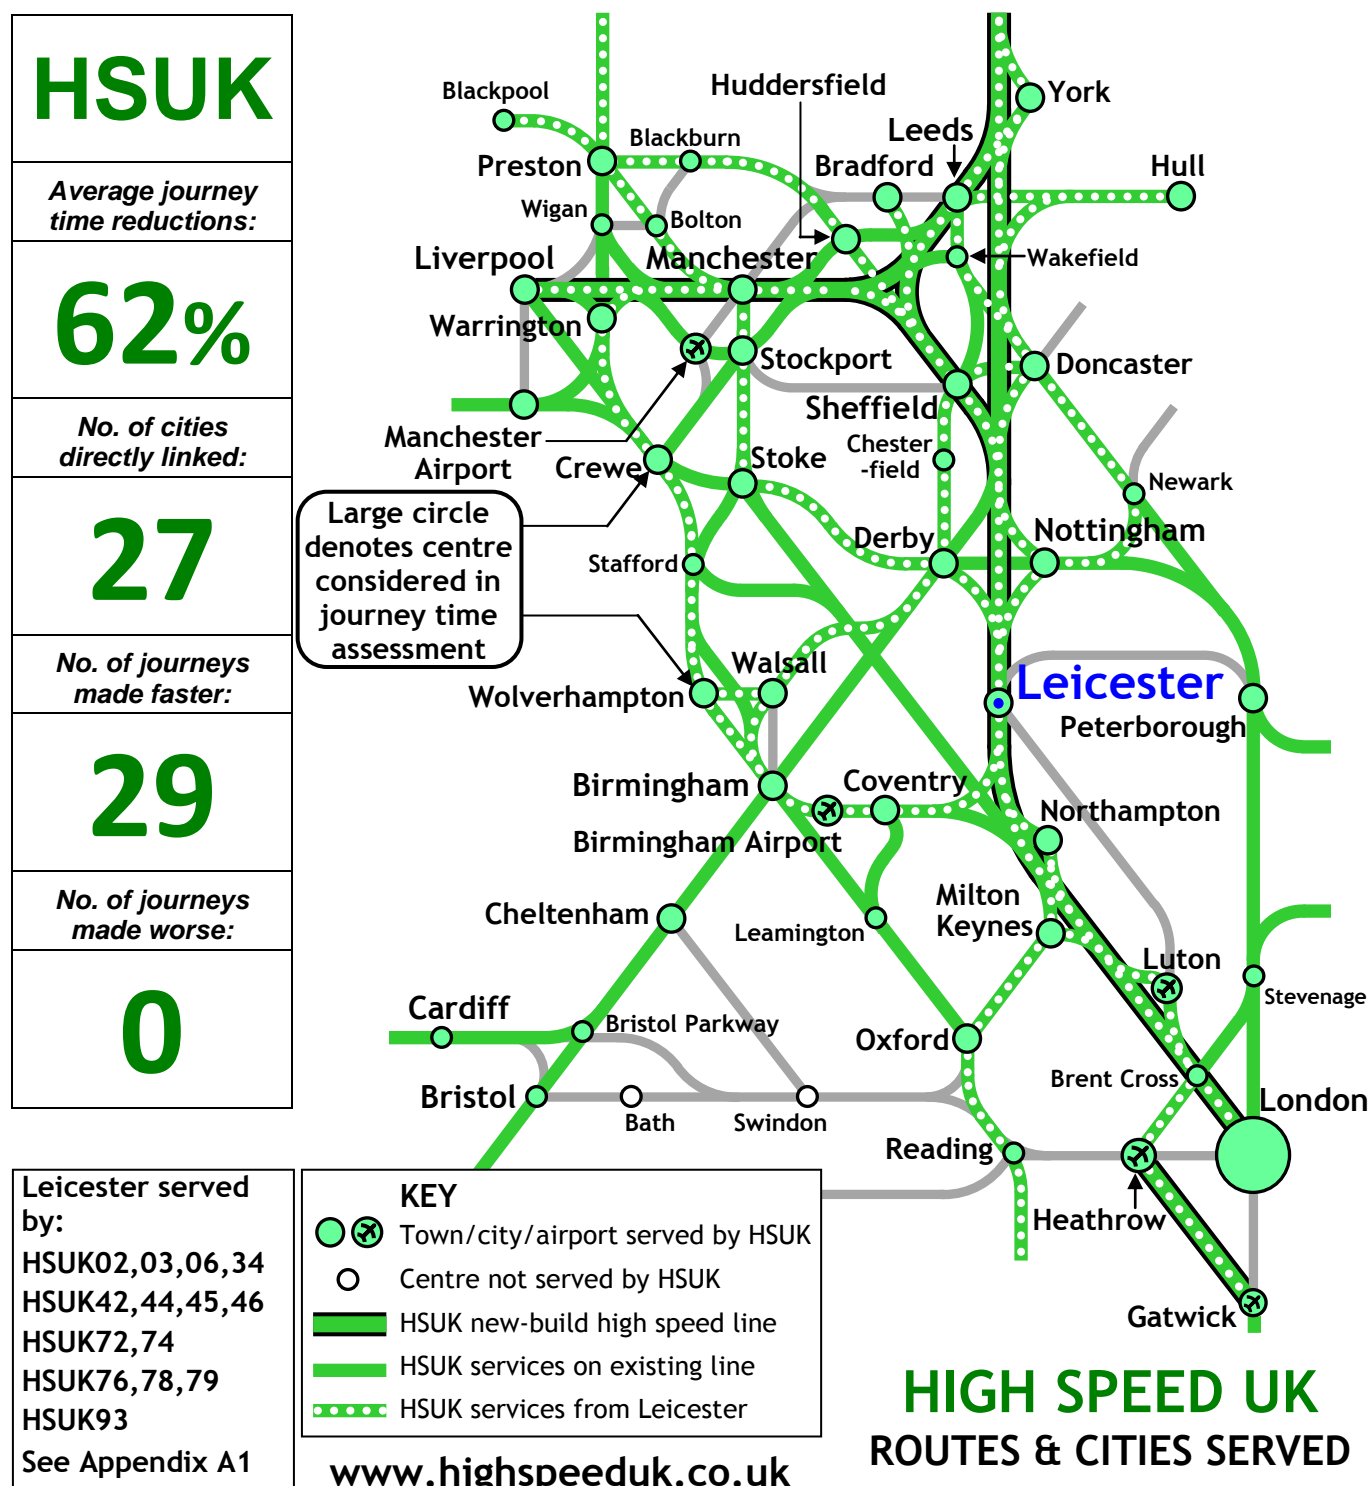 HSUK
Average journey
time reductions:
62%
No. of cities
directly linked:
27
No. of journeys
made faster:
29
No. of journeys
made worse:
0
Leicester served
by:
HSUK02,03,06,34
HSUK42,44,45,46
HSUK72,74
HSUK76,78,79
HSUK93
See Appendix A1
Blackpool
Huddersfield
York
Preston
Blackburn
Leeds
Bradford
Hull
Wigan
Bolton
Liverpool
Manchester
Wakefield
Warrington
Stockport
Doncaster
Sheffield
Manchester
Airport
Crewe
Stoke
Chester
-field
Newark
Large circle
denotes centre
considered in
journey time
assessment
Derby
Nottingham
Stafford
Walsall
Wolverhampton
Leicester
Peterborough
Birmingham
Coventry
Birmingham Airport
Northampton
Cheltenham
Leamington
Milton
Keynes
Luton
Stevenage
Cardiff
Bristol Parkway
Oxford
Brent Cross
London
Bristol
Bath
Swindon
Reading
Heathrow
Gatwick
KEY
Town/city/airport served by HSUK
Centre not served by HSUK
HSUK new-build high speed line
HSUK services on existing line
HSUK services from Leicester
www.highspeeduk.co.uk
HIGH SPEED UK
ROUTES & CITIES SERVED